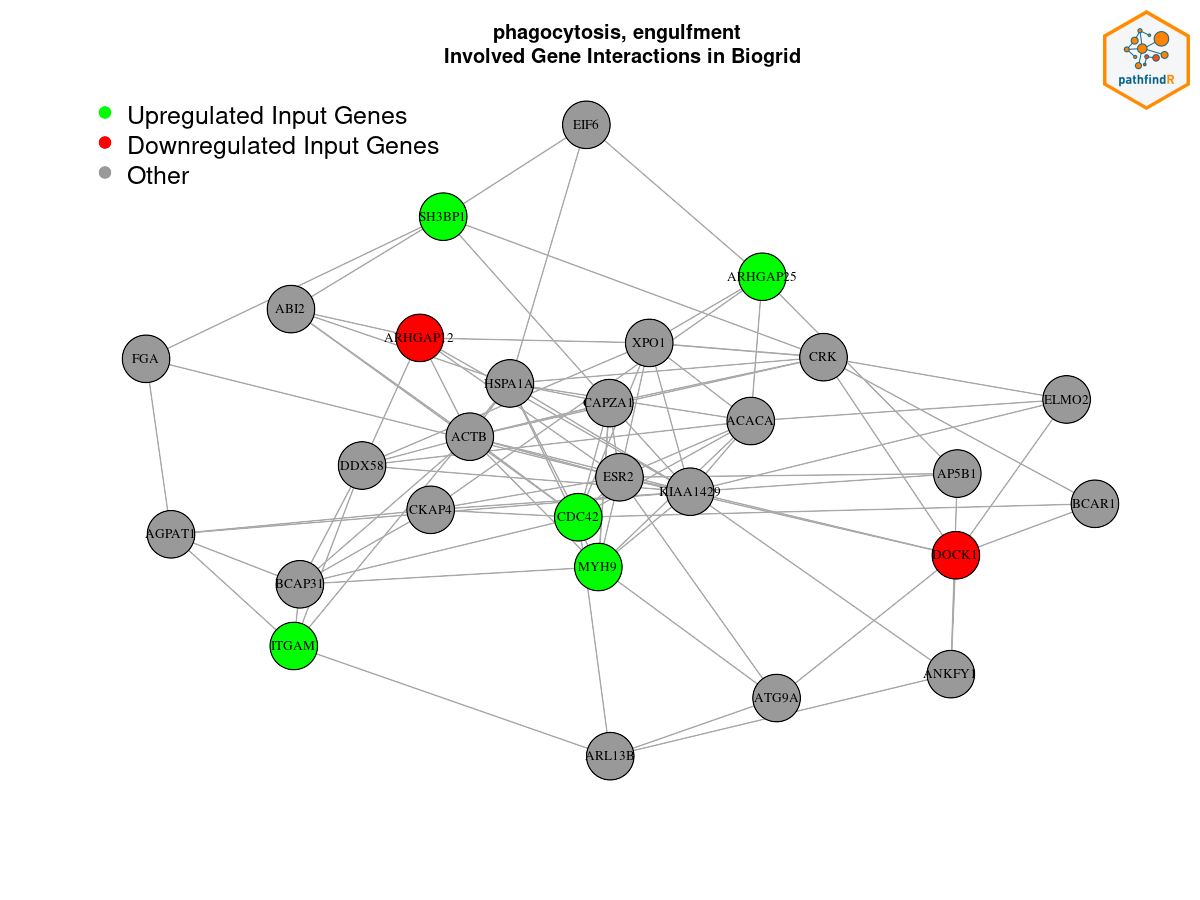 phagocytosis, engulfment
Involved Gene Interactions in Biogrid
pathfindR
Upregulated Input Genes
Downregulated Input Genes
Other
EIF6
SH3BP1
ARHGAP25
ABI2
ARHGAP12
FGA
XPO1
CRK
HSPA1A
CAPZA1
ELMO2
ACACA
ACTB
DDX58
ESR2
AP5B1
KIAA1429
CKAP4
BCAR1
CDC42
AGPAT1
DOCK1
MYH9
BCAP31
ITGAM
ANKFY1
ATG9A
ARL13B